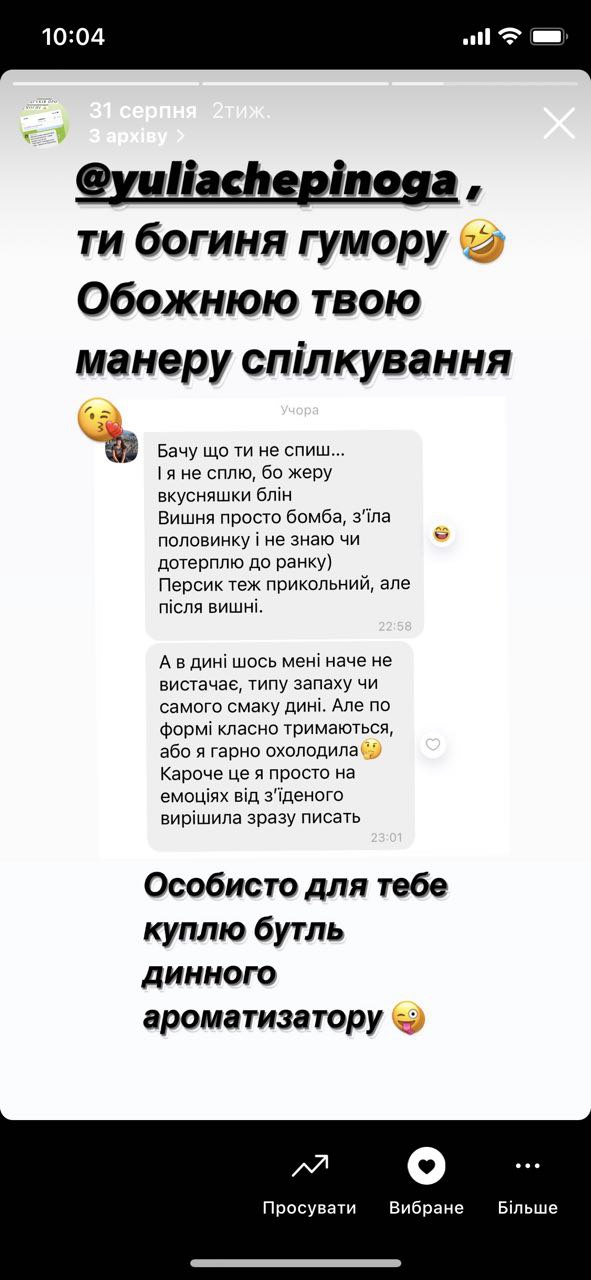 10:04
31 серпня 2тиж.
З архіву >
@yuliachepinoga ,
ти богиня гумору 🤣
Обожнюю твою
манеру спілкування
😘
Учора
Бачу що ти не спиш...
І я не сплю, бо жеру
вкусняшки блін
Вишня просто бомба, з’їла
половинку і не знаю чи
дотерплю до ранку)
Персик теж прикольний, але
після вишні.
22:58
А в дині шось мені наче не
вистачає, типу запаху чи
самого смаку дині. Але по
формі класно тримаються,
або я гарно охолодила🤔
Кароче це я просто на
емоціях від з’їденого
вирішила зразу писать
23:01
Особисто для тебе
куплю бутль
динного
ароматизатору 😜
Просувати Вибране Більше